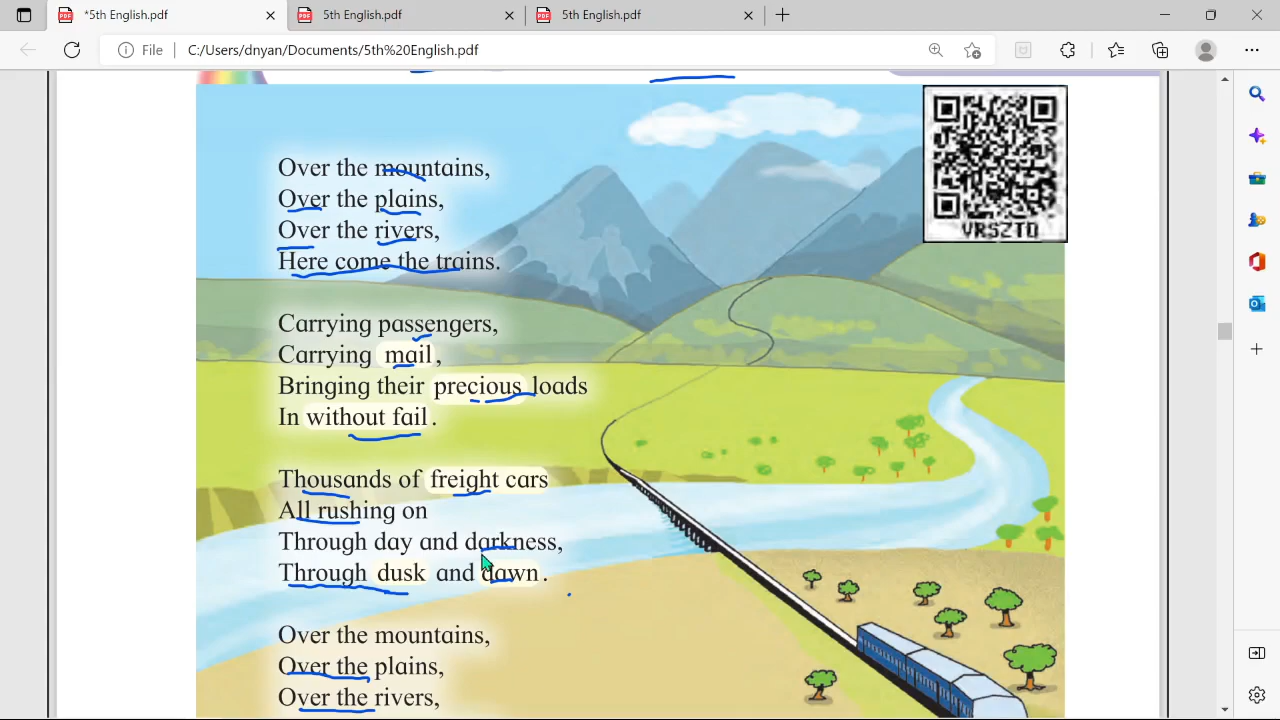 *5th English.pdf
5th English.pdf
5th English.pdf
File
C:/Users/dnyan/Documents/5th%20English.pdf
Over the mountains,
Over the plains,
Over the rivers,
Here come the trains.
Carrying passengers,
Carrying mail,
Bringing their precious loads
In without fail.
Thousands of freight cars
All rushing on
Through day and darkness,
Through dusk and dawn.
Over the mountains,
Over the plains,
Over the rivers,